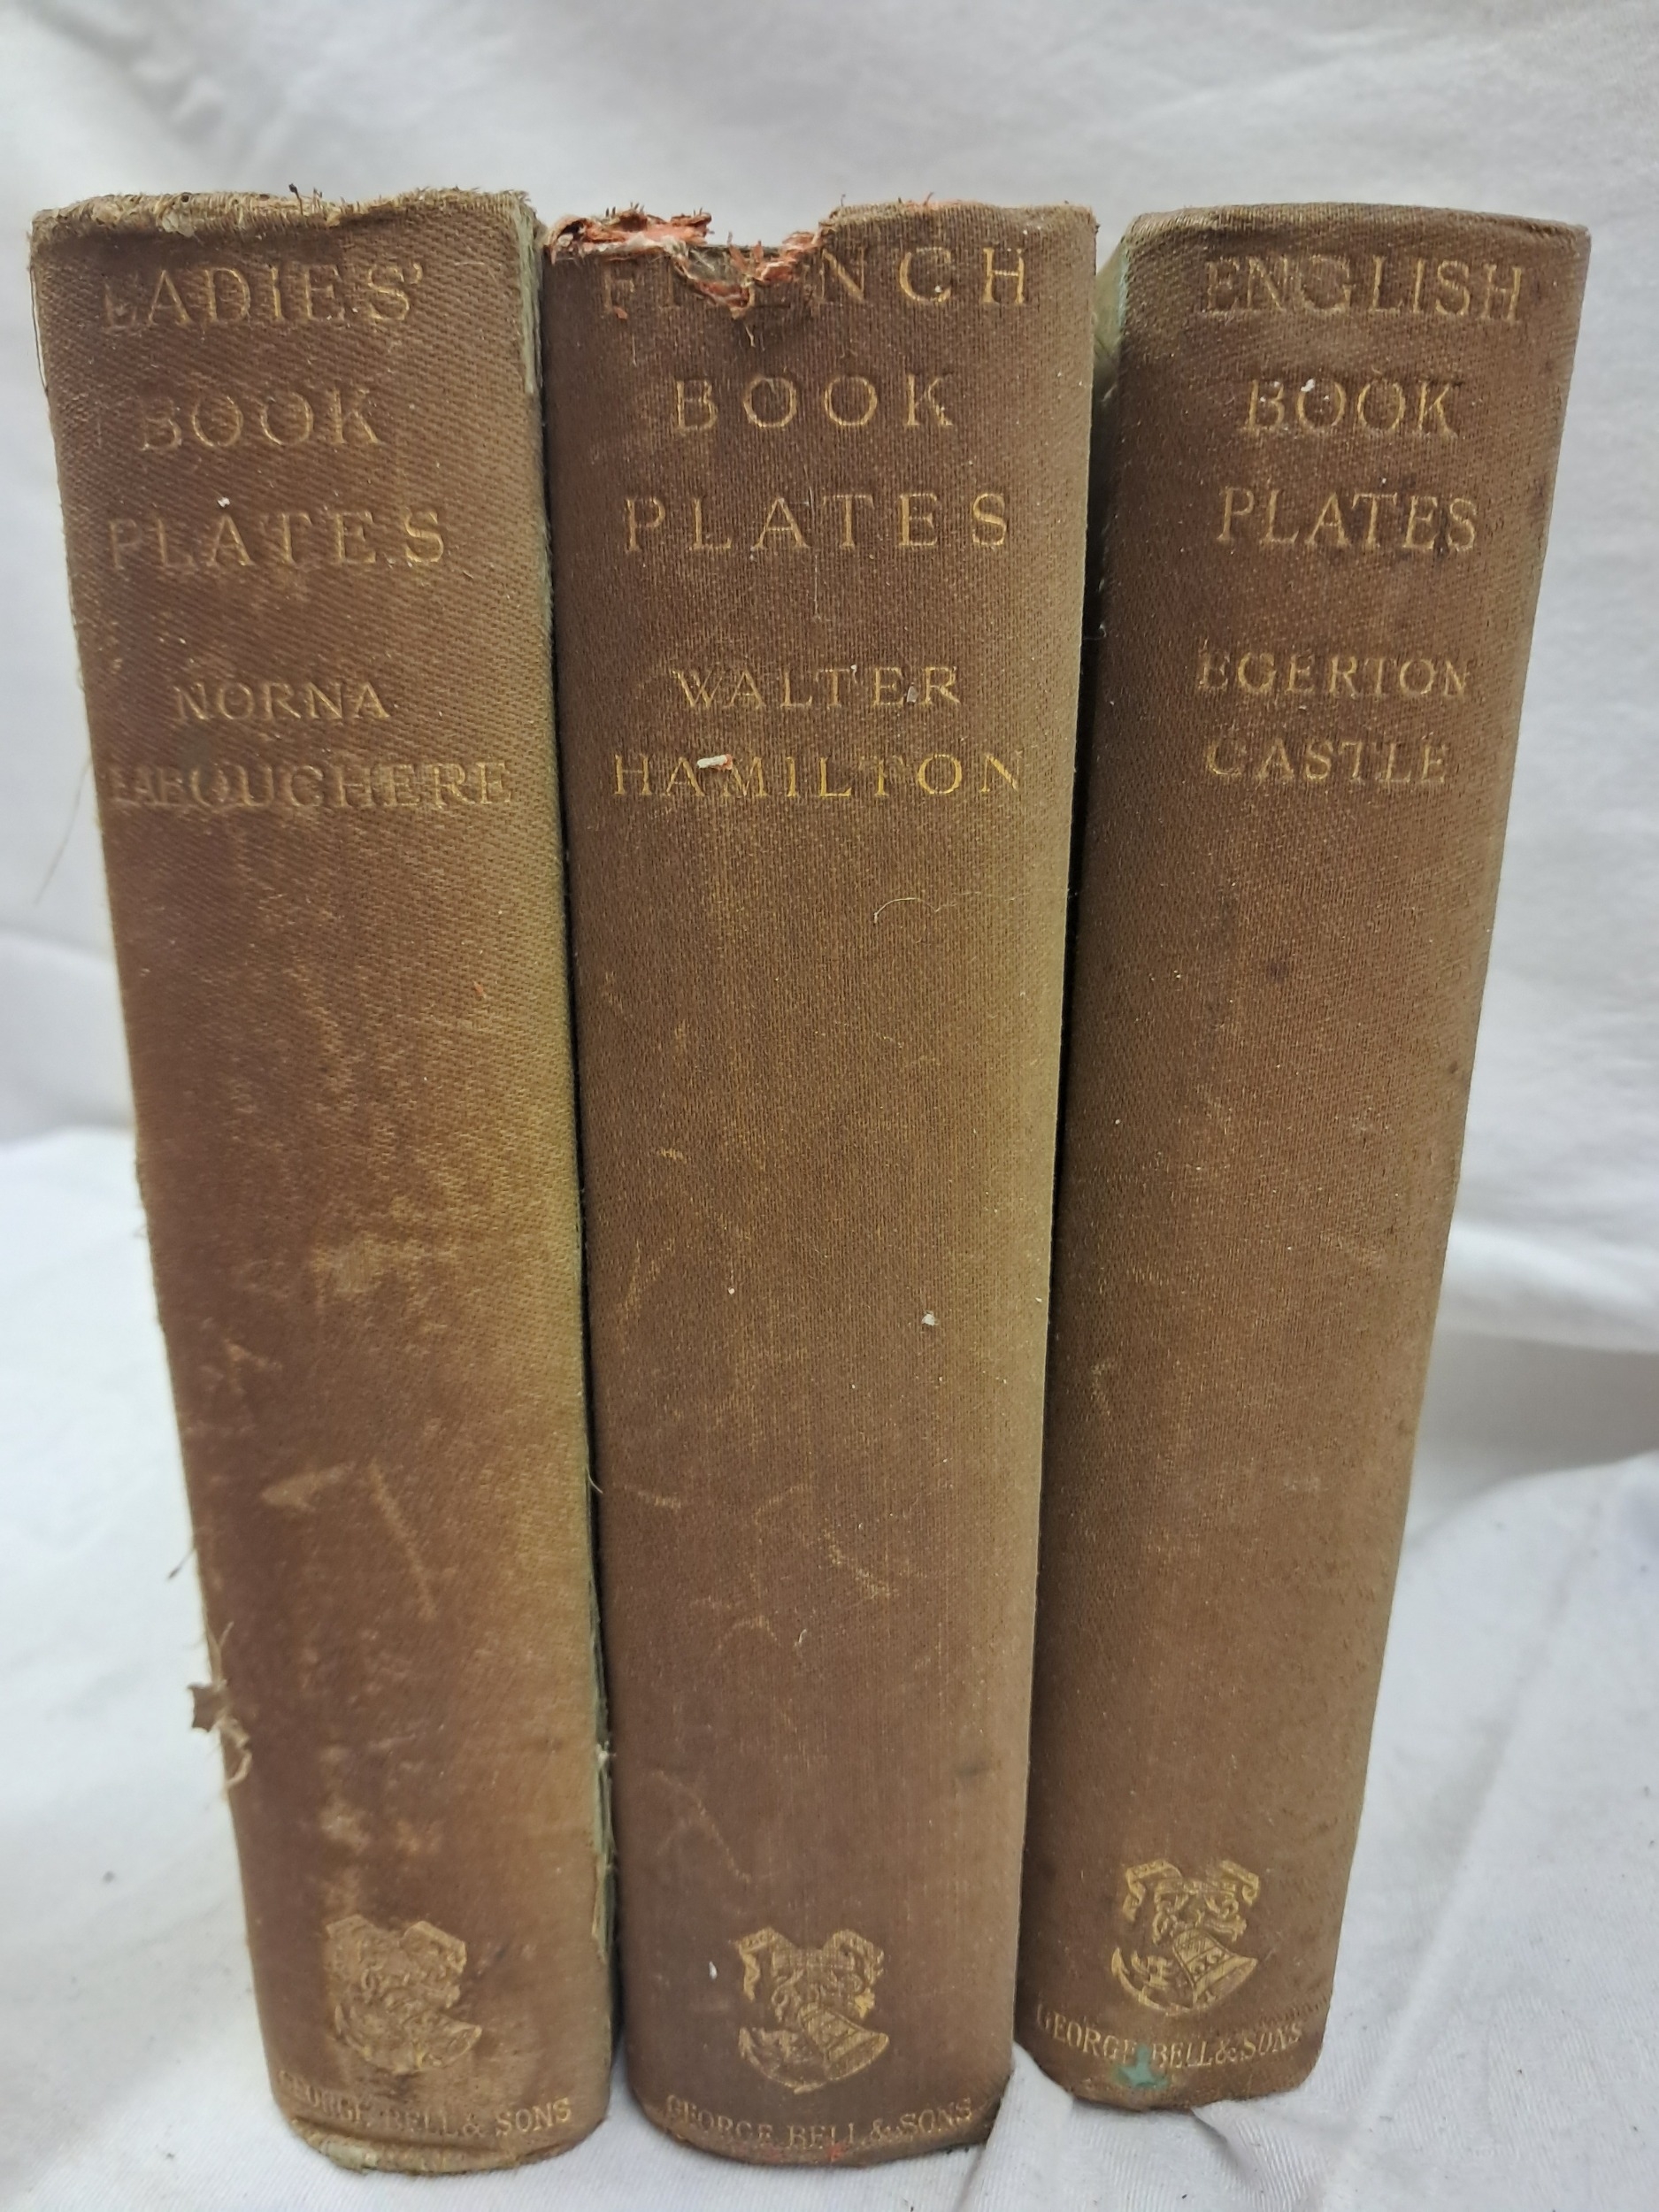 LADIES'
BOOK
PLATES
NORNA
LABOUCHERE
GEORGE BELL & SONS
FRENCH
BOOK
PLATES
WALTER
HAMILTON
GEORGE BELL & SONS
ENGLISH
BOOK
PLATES
EGERTON
CASTLE
GEORGE BELL & SONS